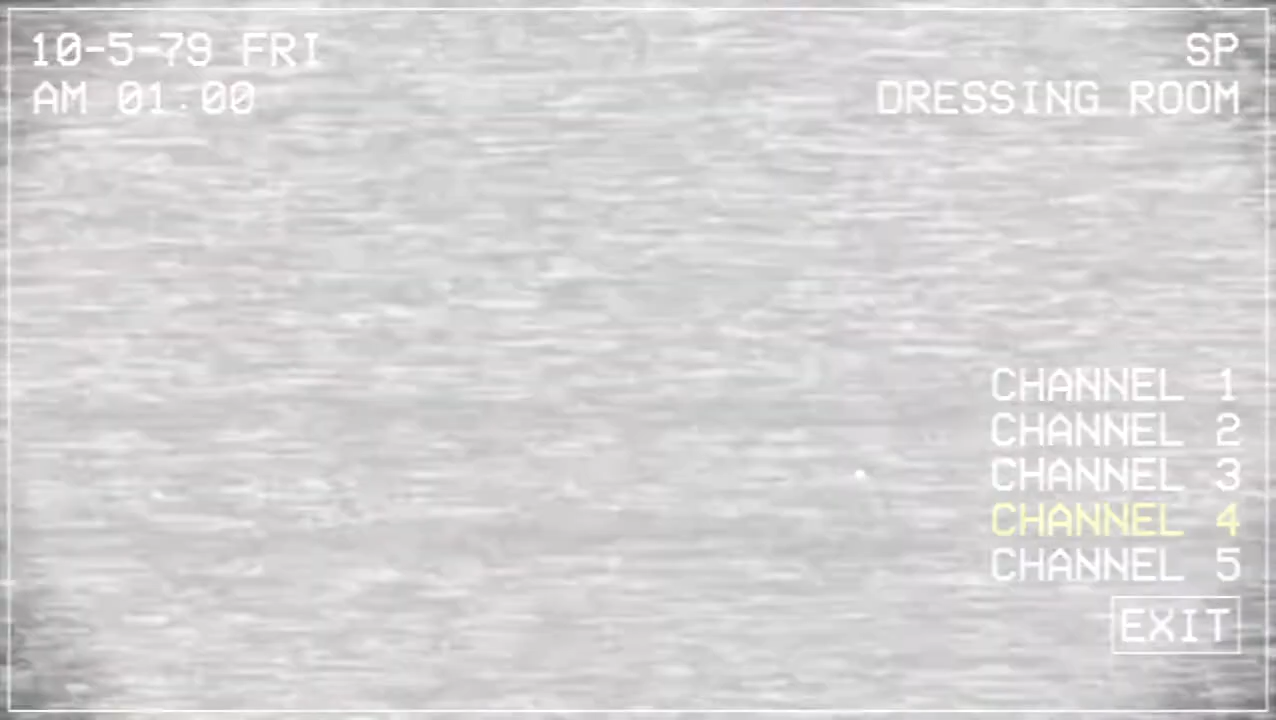 10-5-79 FRI
AM 01:00
SP
DRESSING ROOM
CHANNEL 1
CHANNEL 2
CHANNEL 3
CHANNEL 4
CHANNEL 5
EXIT